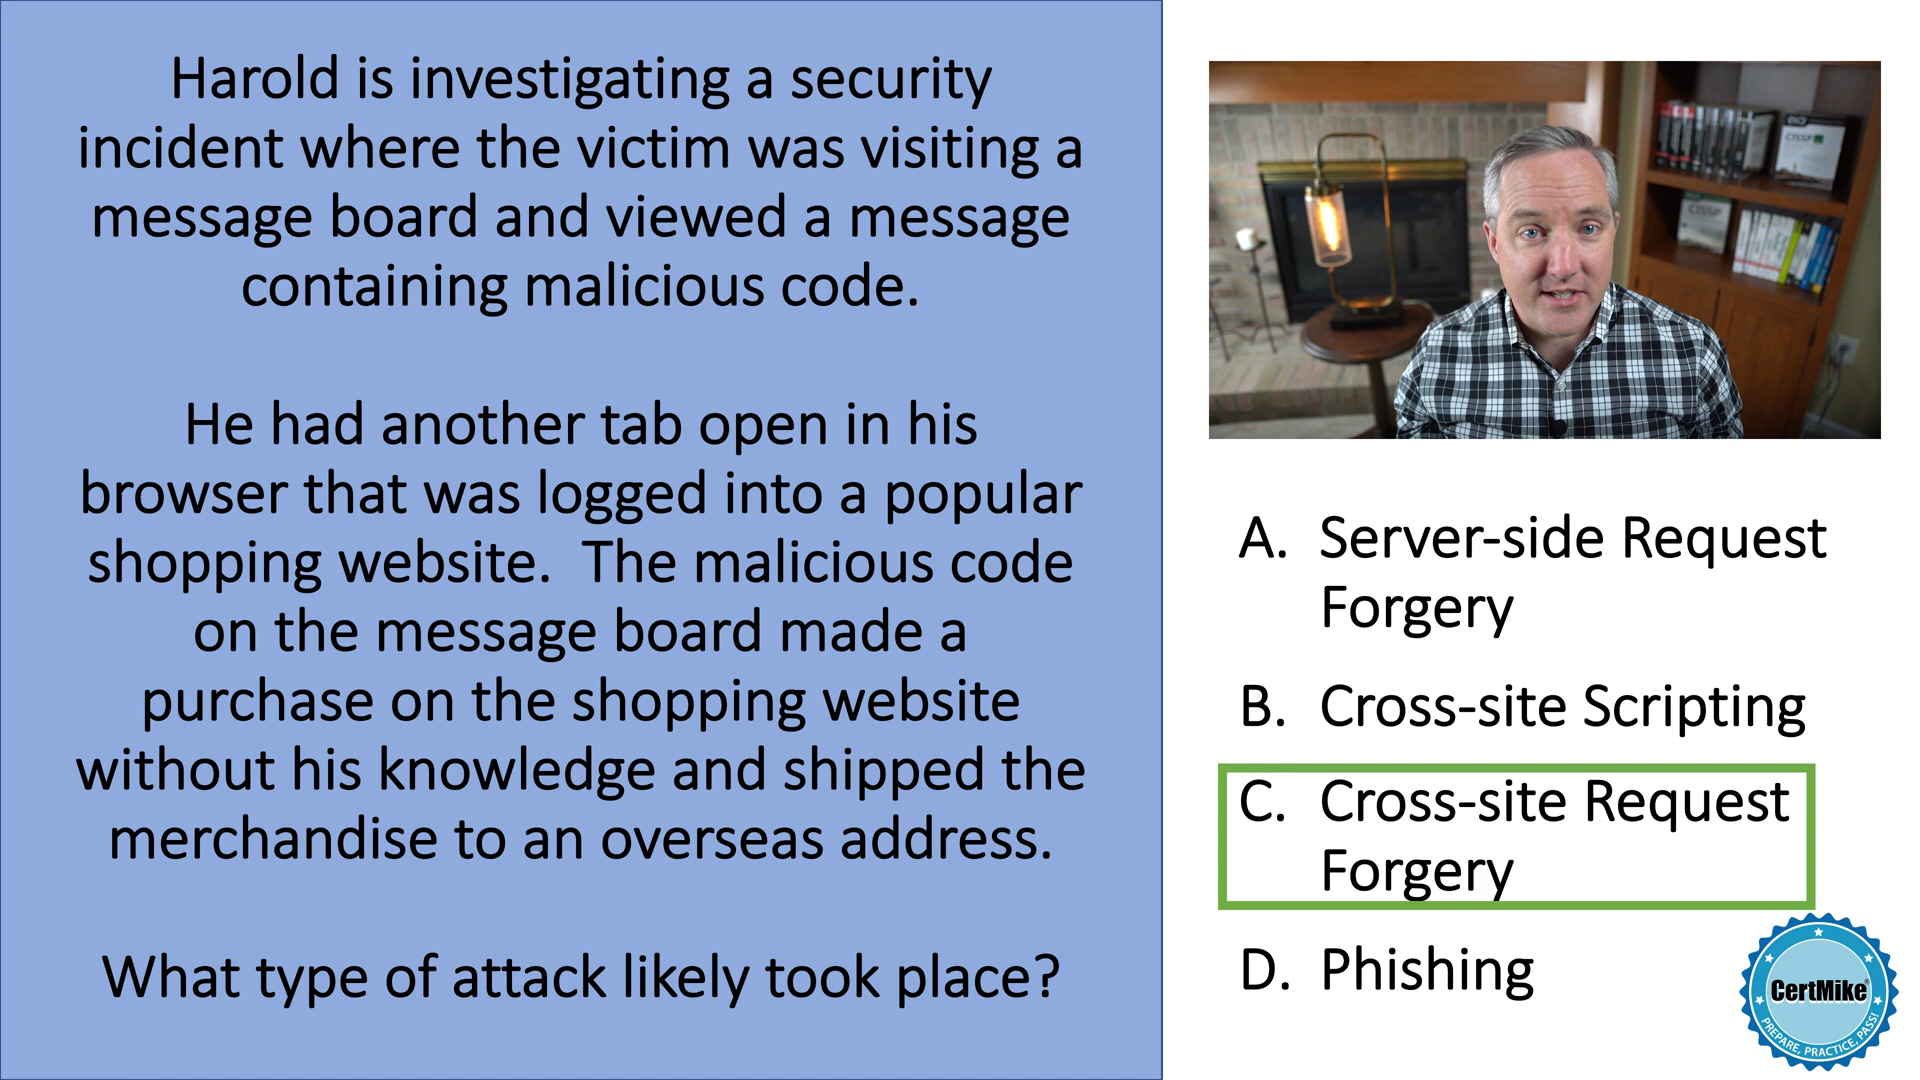 Harold is investigating a security
incident where the victim was visiting a
message board and viewed a message
containing malicious code.
He had another tab open in his
browser that was logged into a popular
shopping website.  The malicious code
on the message board made a
purchase on the shopping website
without his knowledge and shipped the
merchandise to an overseas address.
What type of attack likely took place?
CISSP
CISSP
A. Server-side Request
Forgery
B. Cross-site Scripting
C. Cross-site Request
Forgery
D. Phishing
CertMike®
PREPARE, PRACTICE, PASS!